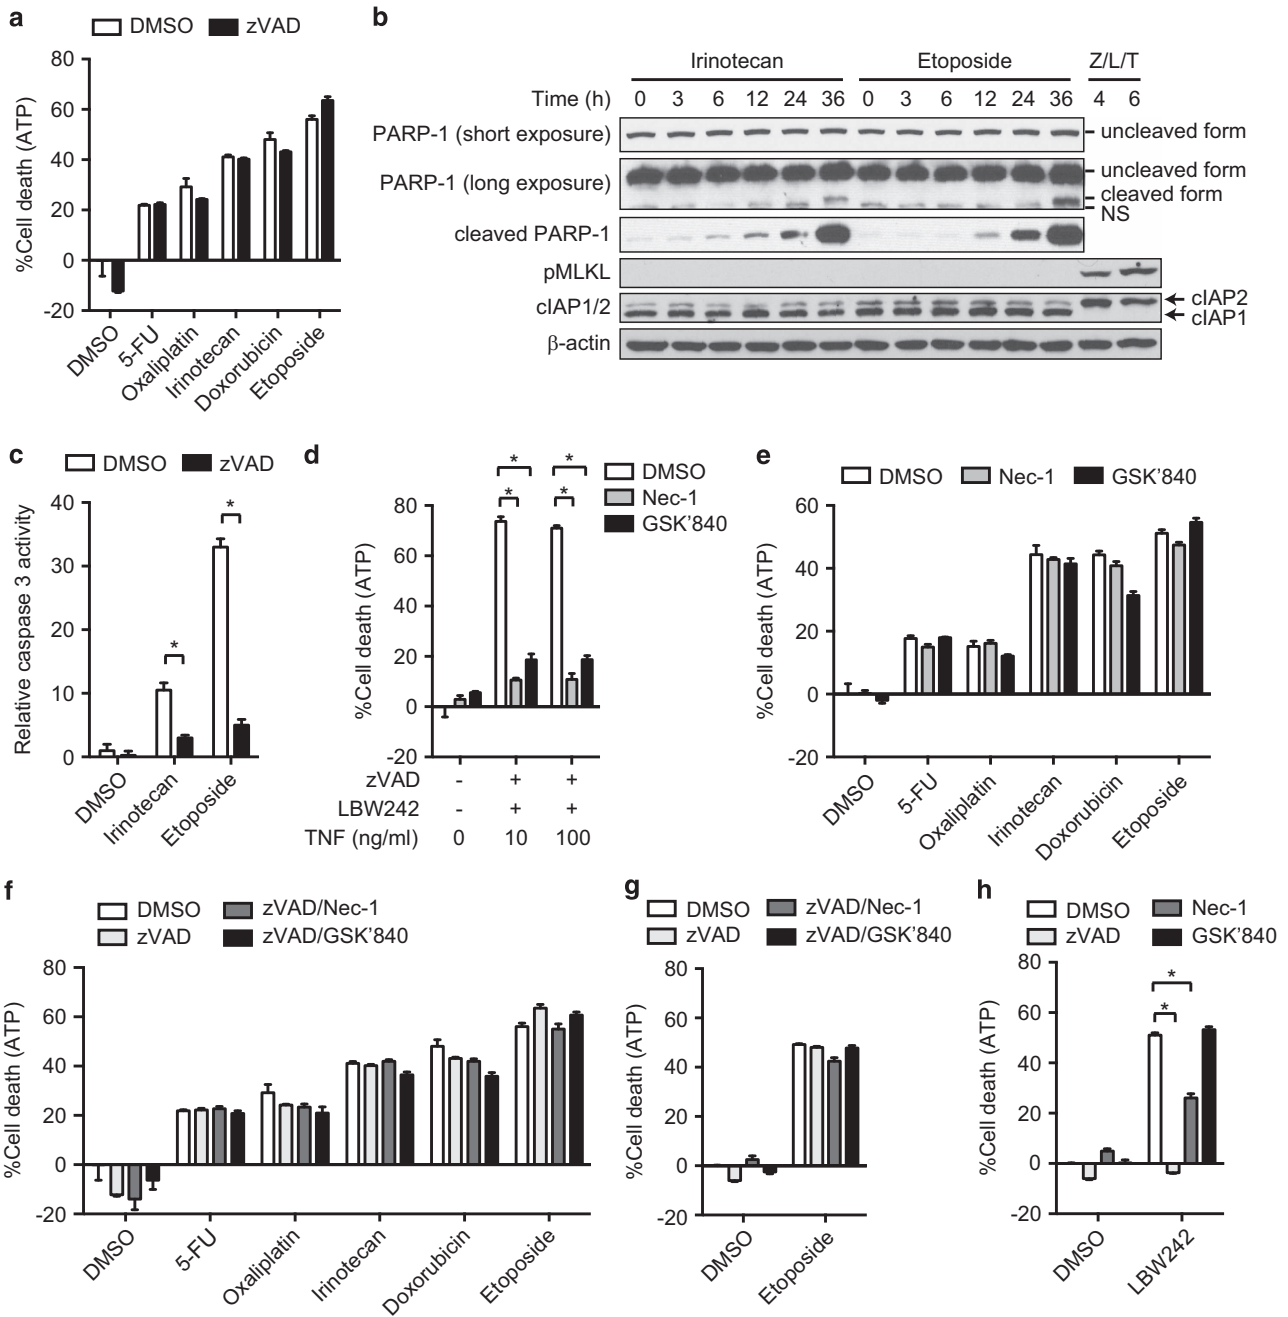 a
DMSO zVAD
%Cell death (ATP)
80
60
40
20
0
-20
DMSO
5-FU
Oxaliplatin
Irinotecan
Doxorubicin
Etoposide
b
Irinotecan Etoposide Z/L/T
Time (h) 0 3 6 12 24 36 0 3 6 12 24 36 4 6
PARP-1 (short exposure) uncleaved form
PARP-1 (long exposure) uncleaved form
cleaved form
NS
cleaved PARP-1
pMLKL
cIAP1/2 cIAP2
cIAP1
β-actin
c
DMSO zVAD
Relative caspase 3 activity
40
30
20
10
0
*
*
DMSO
Irinotecan
Etoposide
d
DMSO
Nec-1
GSK'840
%Cell death (ATP)
80
60
40
20
0
-20
* *
* *
zVAD - + +
LBW242 - + +
TNF (ng/ml) 0 10 100
e
DMSO Nec-1 GSK'840
%Cell death (ATP)
60
40
20
0
-20
DMSO
5-FU
Oxaliplatin
Irinotecan
Doxorubicin
Etoposide
f
DMSO zVAD/Nec-1
zVAD zVAD/GSK'840
%Cell death (ATP)
80
60
40
20
0
-20
DMSO
5-FU
Oxaliplatin
Irinotecan
Doxorubicin
Etoposide
g
DMSO zVAD/Nec-1
zVAD zVAD/GSK'840
%Cell death (ATP)
80
60
40
20
0
-20
DMSO
Etoposide
h
DMSO Nec-1
zVAD GSK'840
%Cell death (ATP)
80
60
40
20
0
-20
*
*
DMSO
LBW242